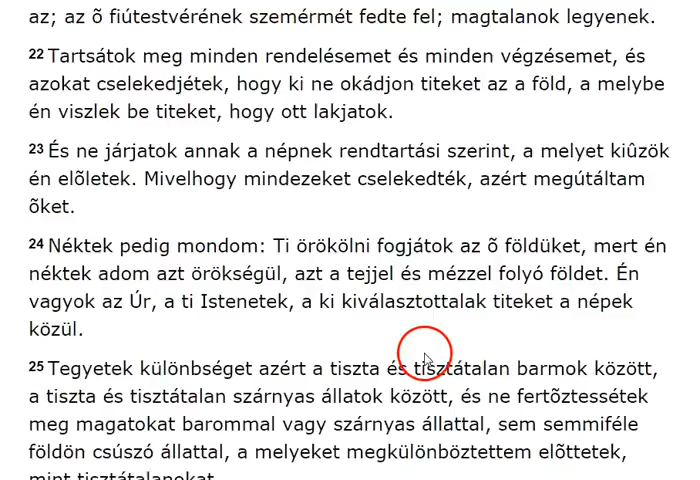 az; az õ fiútestvérének szemérmét fedte fel; magtalanok legyenek.
22 Tartsátok meg minden rendelésemet és minden végzésemet, és
azokat cselekedjétek, hogy ki ne okádjon titeket az a föld, a melybe
én viszlek be titeket, hogy ott lakjatok.
23 És ne járjatok annak a népnek rendtartási szerint, a melyet kiûzök
én elõletek. Mivelhogy mindezeket cselekedték, azért megútáltam
õket.
24 Néktek pedig mondom: Ti örökölni fogjátok az õ földüket, mert én
néktek adom azt örökségül, azt a tejjel és mézzel folyó földet. Én
vagyok az Úr, a ti Istenetek, a ki kiválasztottalak titeket a népek
közül.
25 Tegyetek különbséget azért a tiszta és tisztátalan barmok között,
a tiszta és tisztátalan szárnyas állatok között, és ne fertõztessétek
meg magatokat barommal vagy szárnyas állattal, sem semmiféle
földön csúszó állattal, a melyeket megkülönböztettem elõttetek,
mint tisztátalanokat